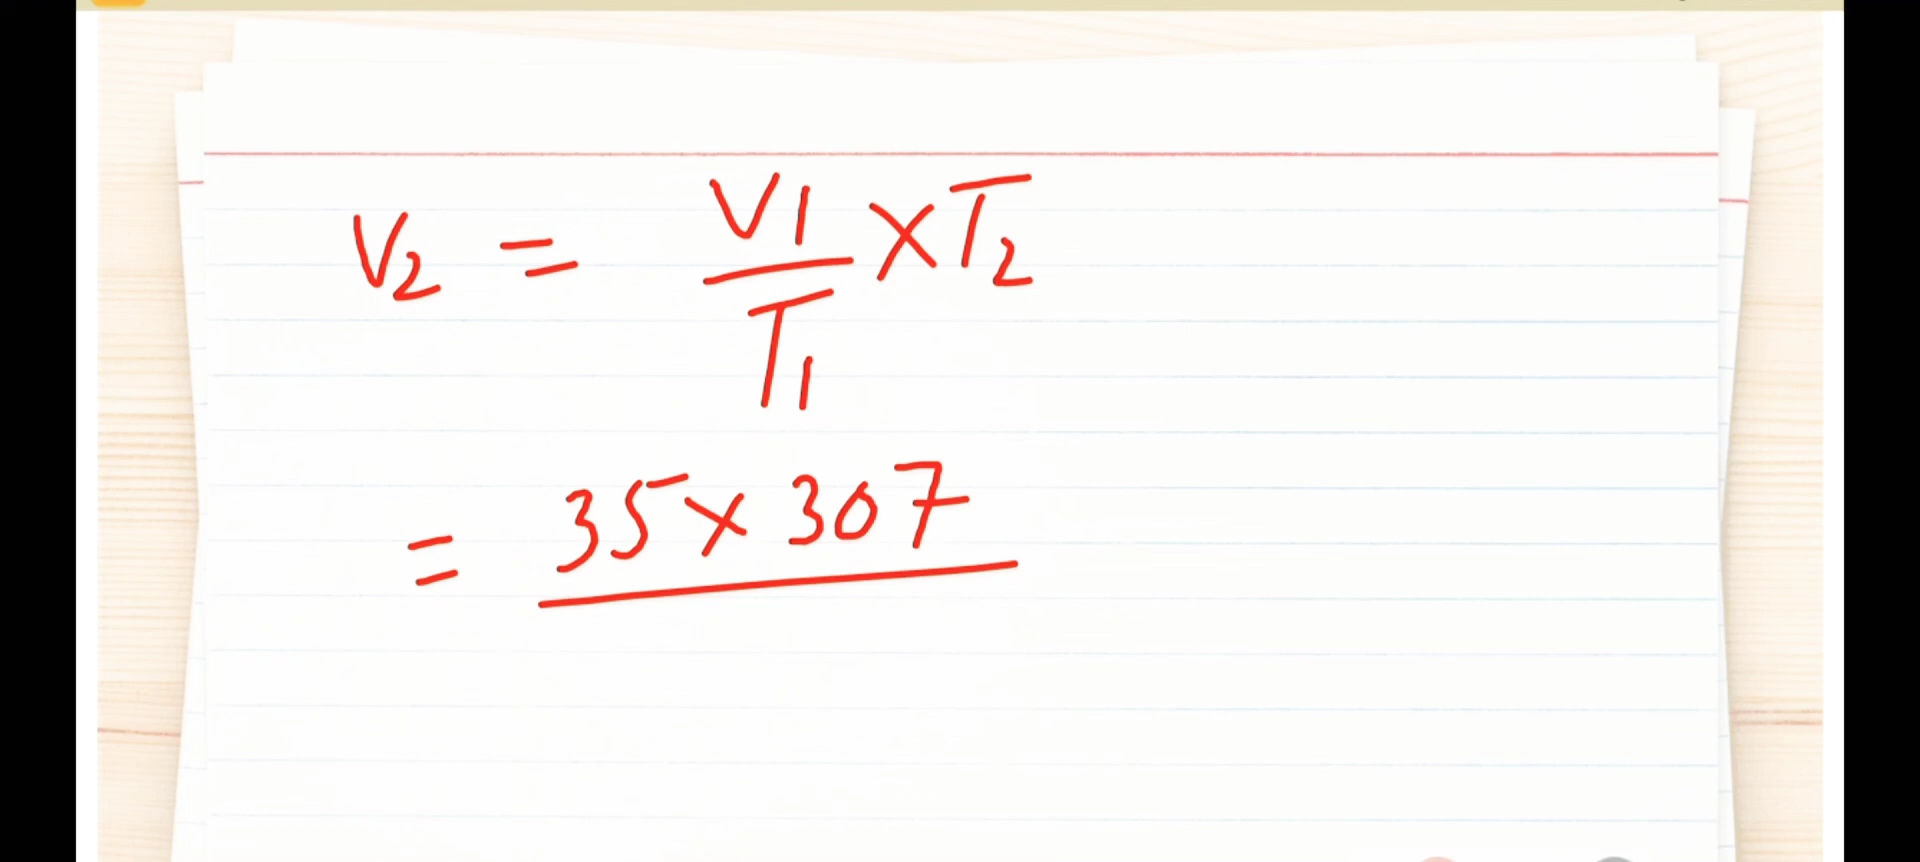 V₂ = V1/T₁ × T₂
= 35 × 307